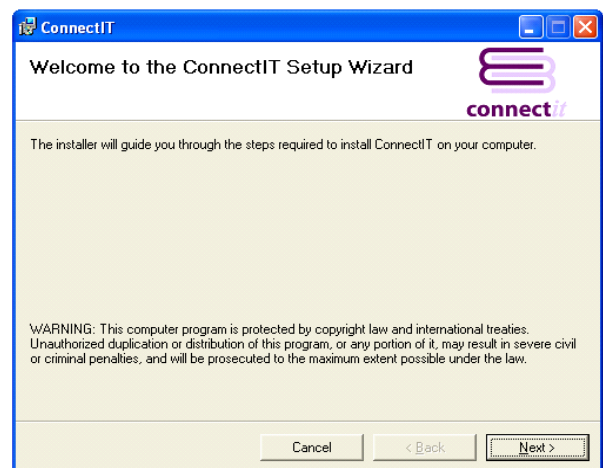 ConnectIT
Welcome to the ConnectIT Setup Wizard
connectit
The installer will guide you through the steps required to install ConnectIT on your computer.
WARNING: This computer program is protected by copyright law and international treaties.
Unauthorized duplication or distribution of this program, or any portion of it, may result in severe civil
or criminal penalties, and will be prosecuted to the maximum extent possible under the law.
Cancel
< Back
Next >